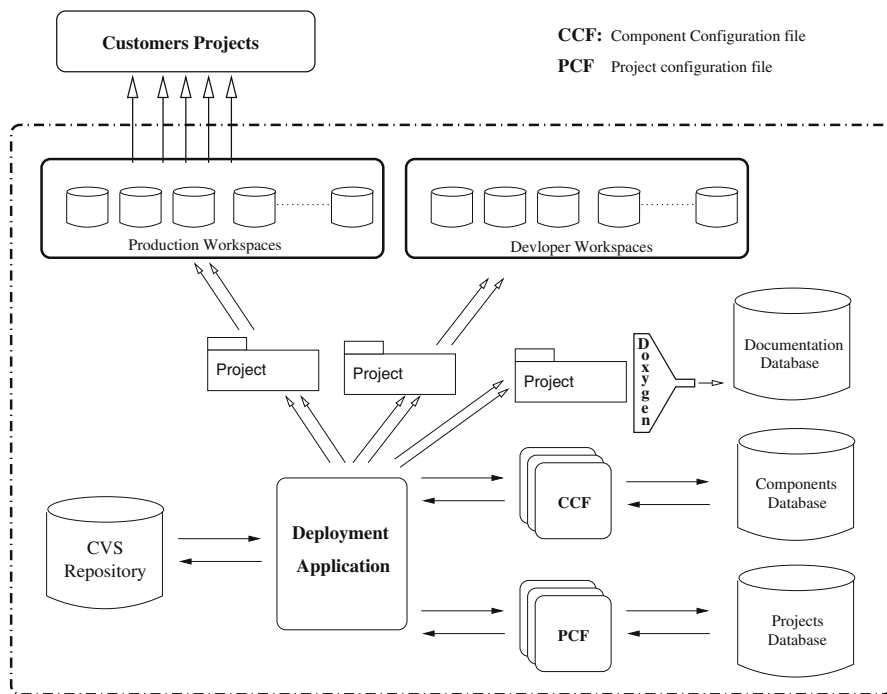 Customers Projects
CCF: Component Configuration file
PCF Project configuration file
Production Workspaces
Devloper Workspaces
Project
Project
Project
Doxygen
Documentation
Database
CVS
Repository
Deployment
Application
CCF
Components
Database
PCF
Projects
Database